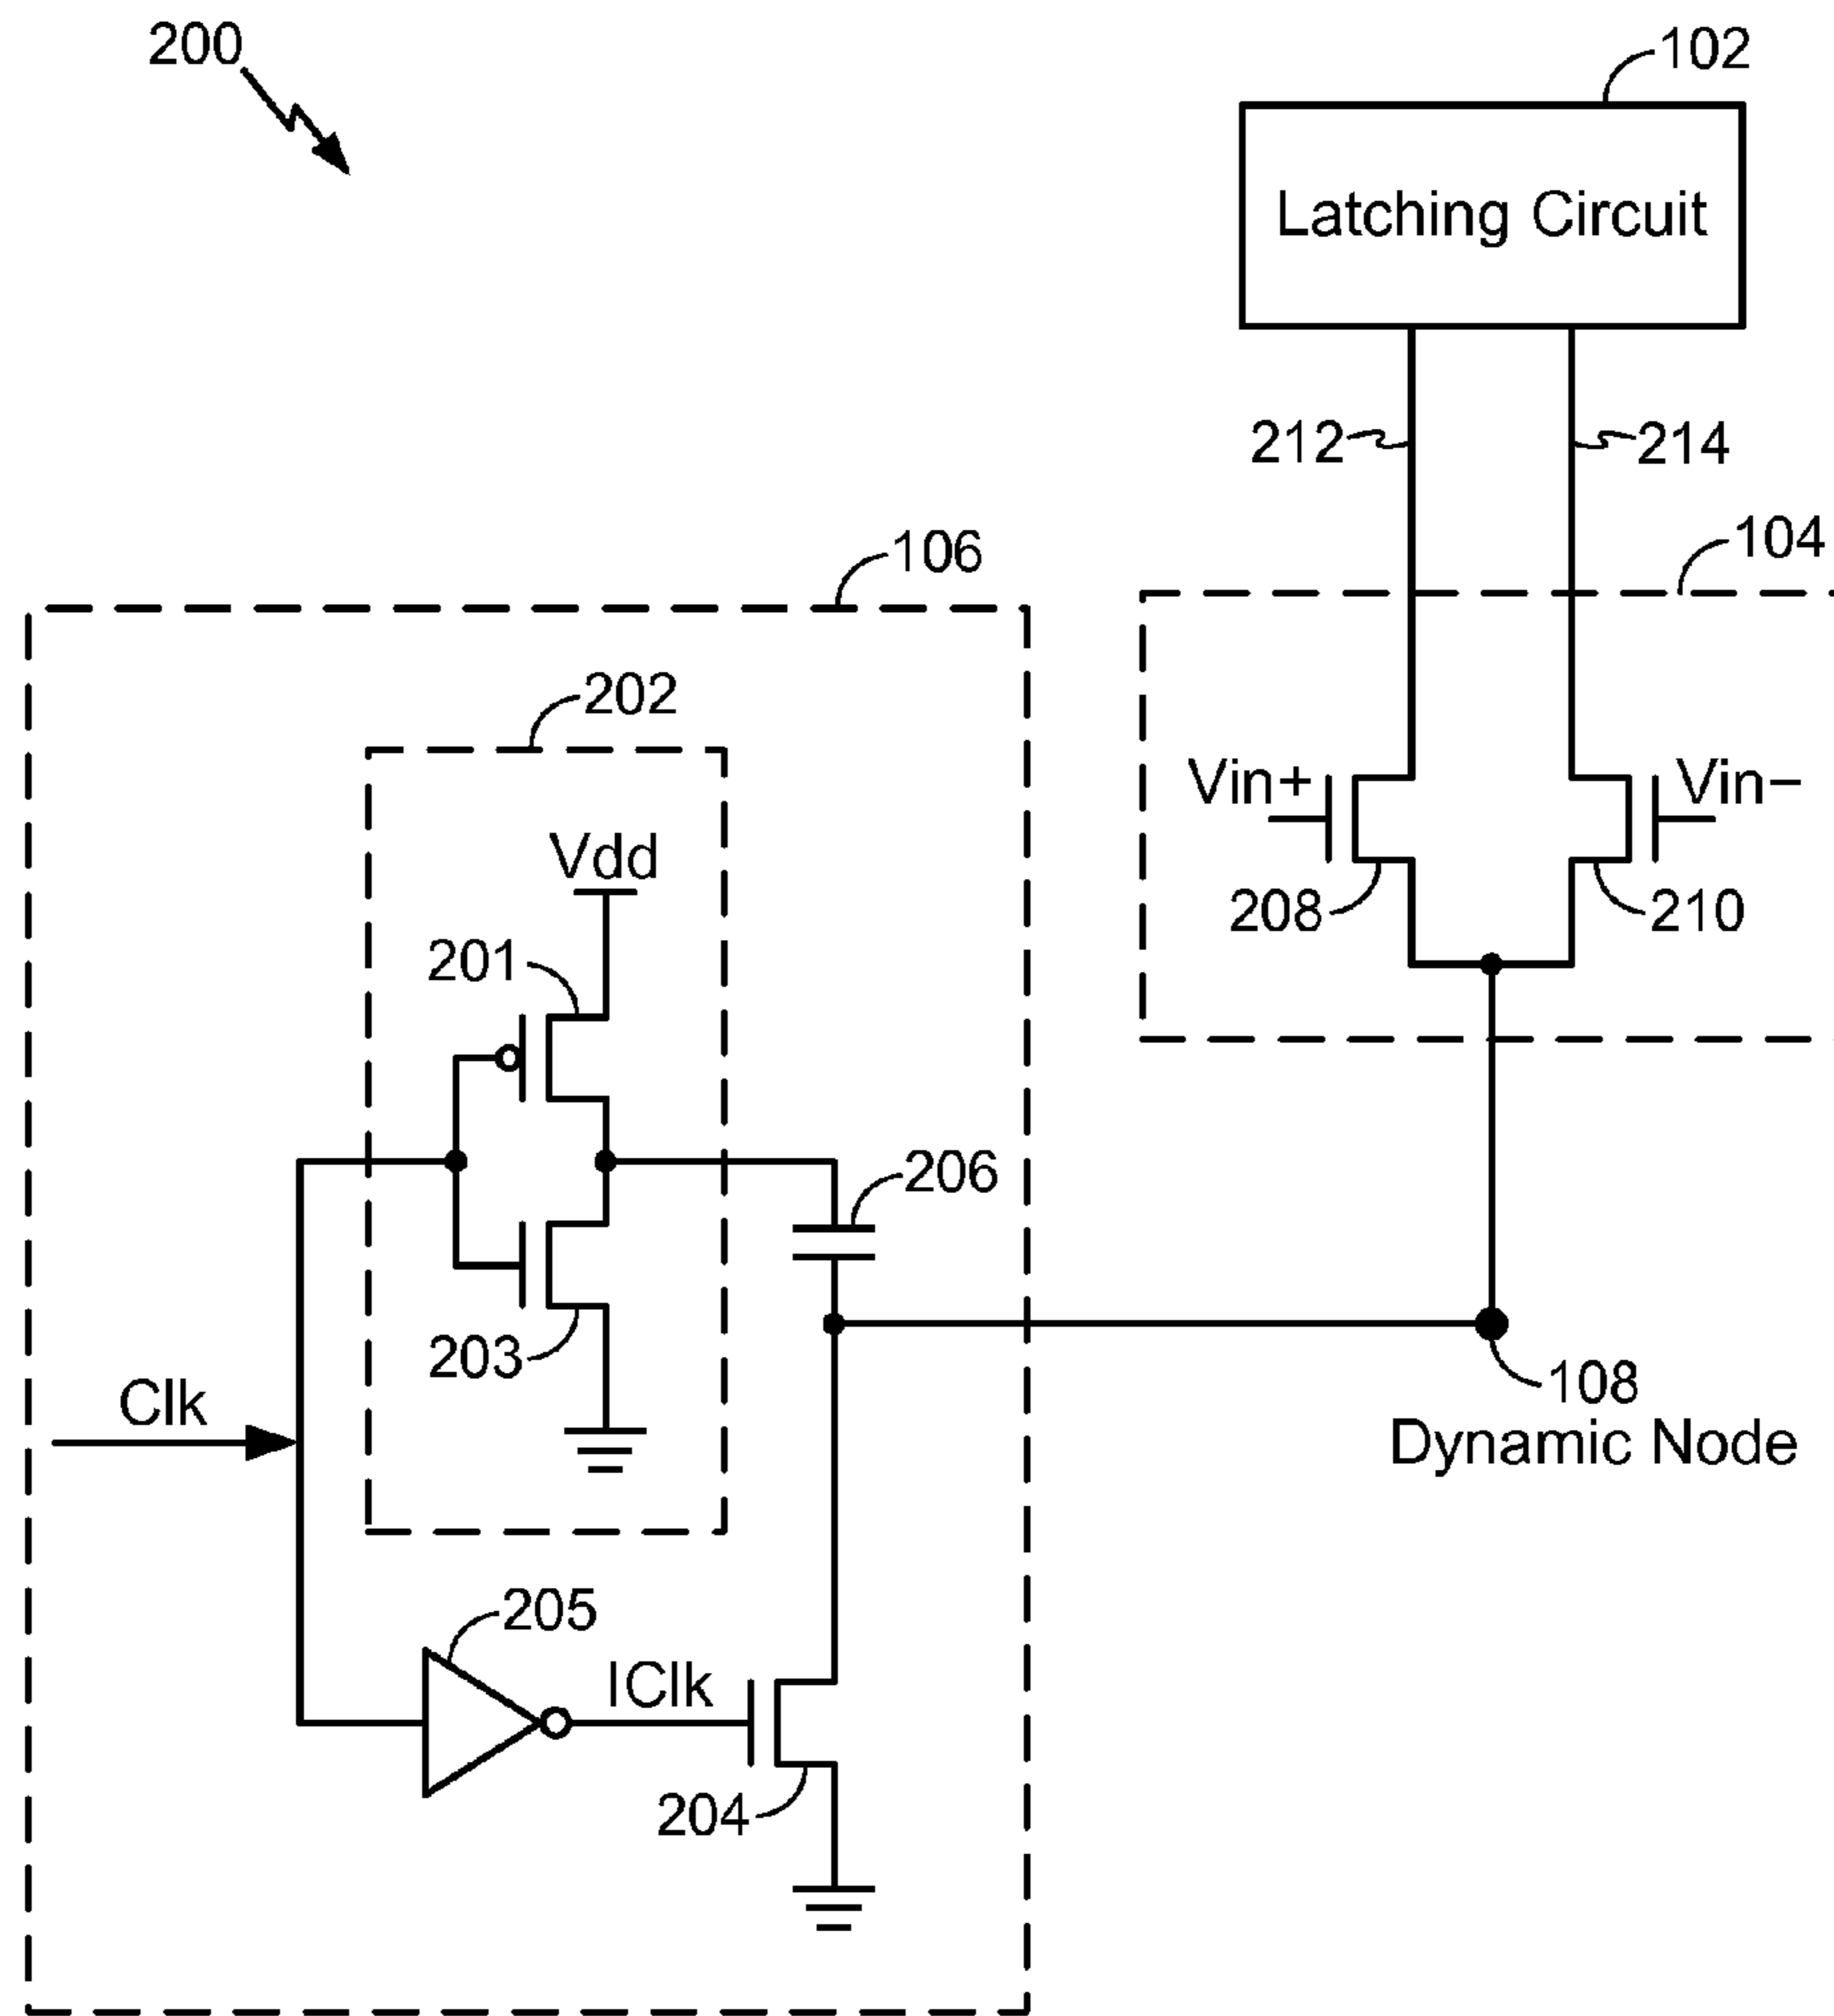 200
102
Latching Circuit
212
214
106
104
202
Vin+
Vin−
Vdd
208
210
201
206
203
108
Clk
Dynamic Node
205
IClk
204